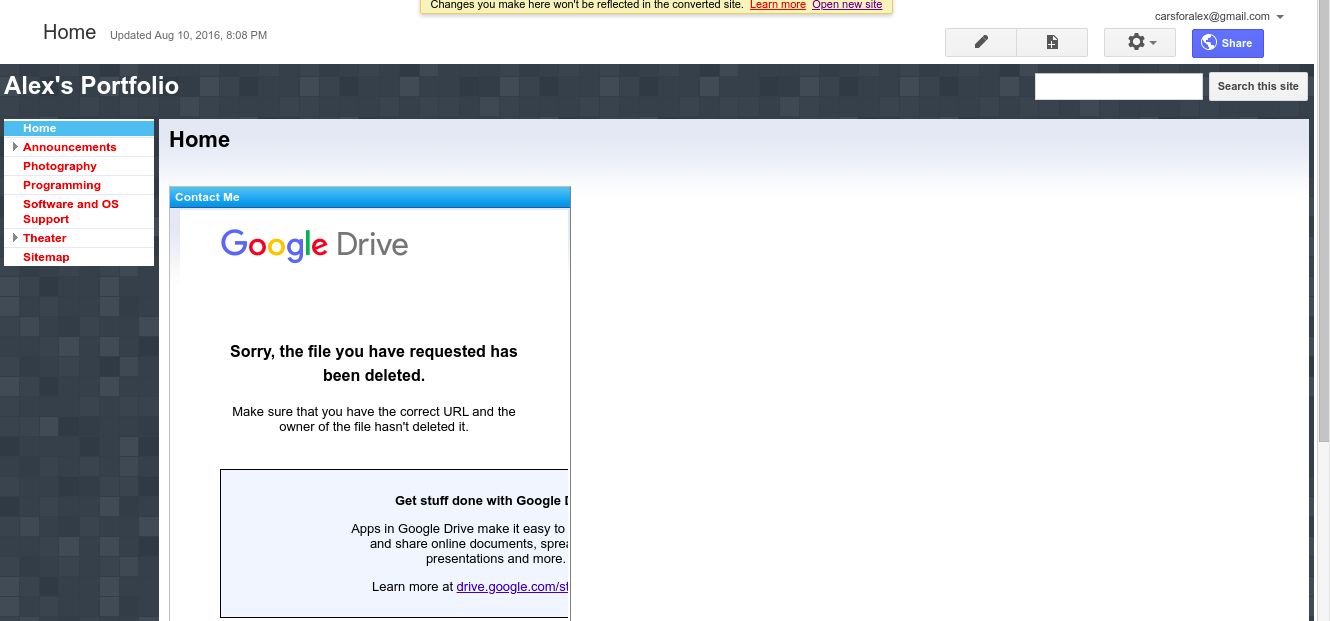 Changes you make here won't be reflected in the converted site. Learn more Open new site
carsforalex@gmail.com
Home Updated Aug 10, 2016, 8:08 PM
Share
Alex's Portfolio
Search this site
Home
Announcements
Photography
Programming
Software and OS
Support
Theater
Sitemap
Home
Contact Me
Google Drive
Sorry, the file you have requested has
been deleted.
Make sure that you have the correct URL and the
owner of the file hasn't deleted it.
Get stuff done with Google
Apps in Google Drive make it easy to
and share online documents, sprea
presentations and more.
Learn more at drive.google.com/st